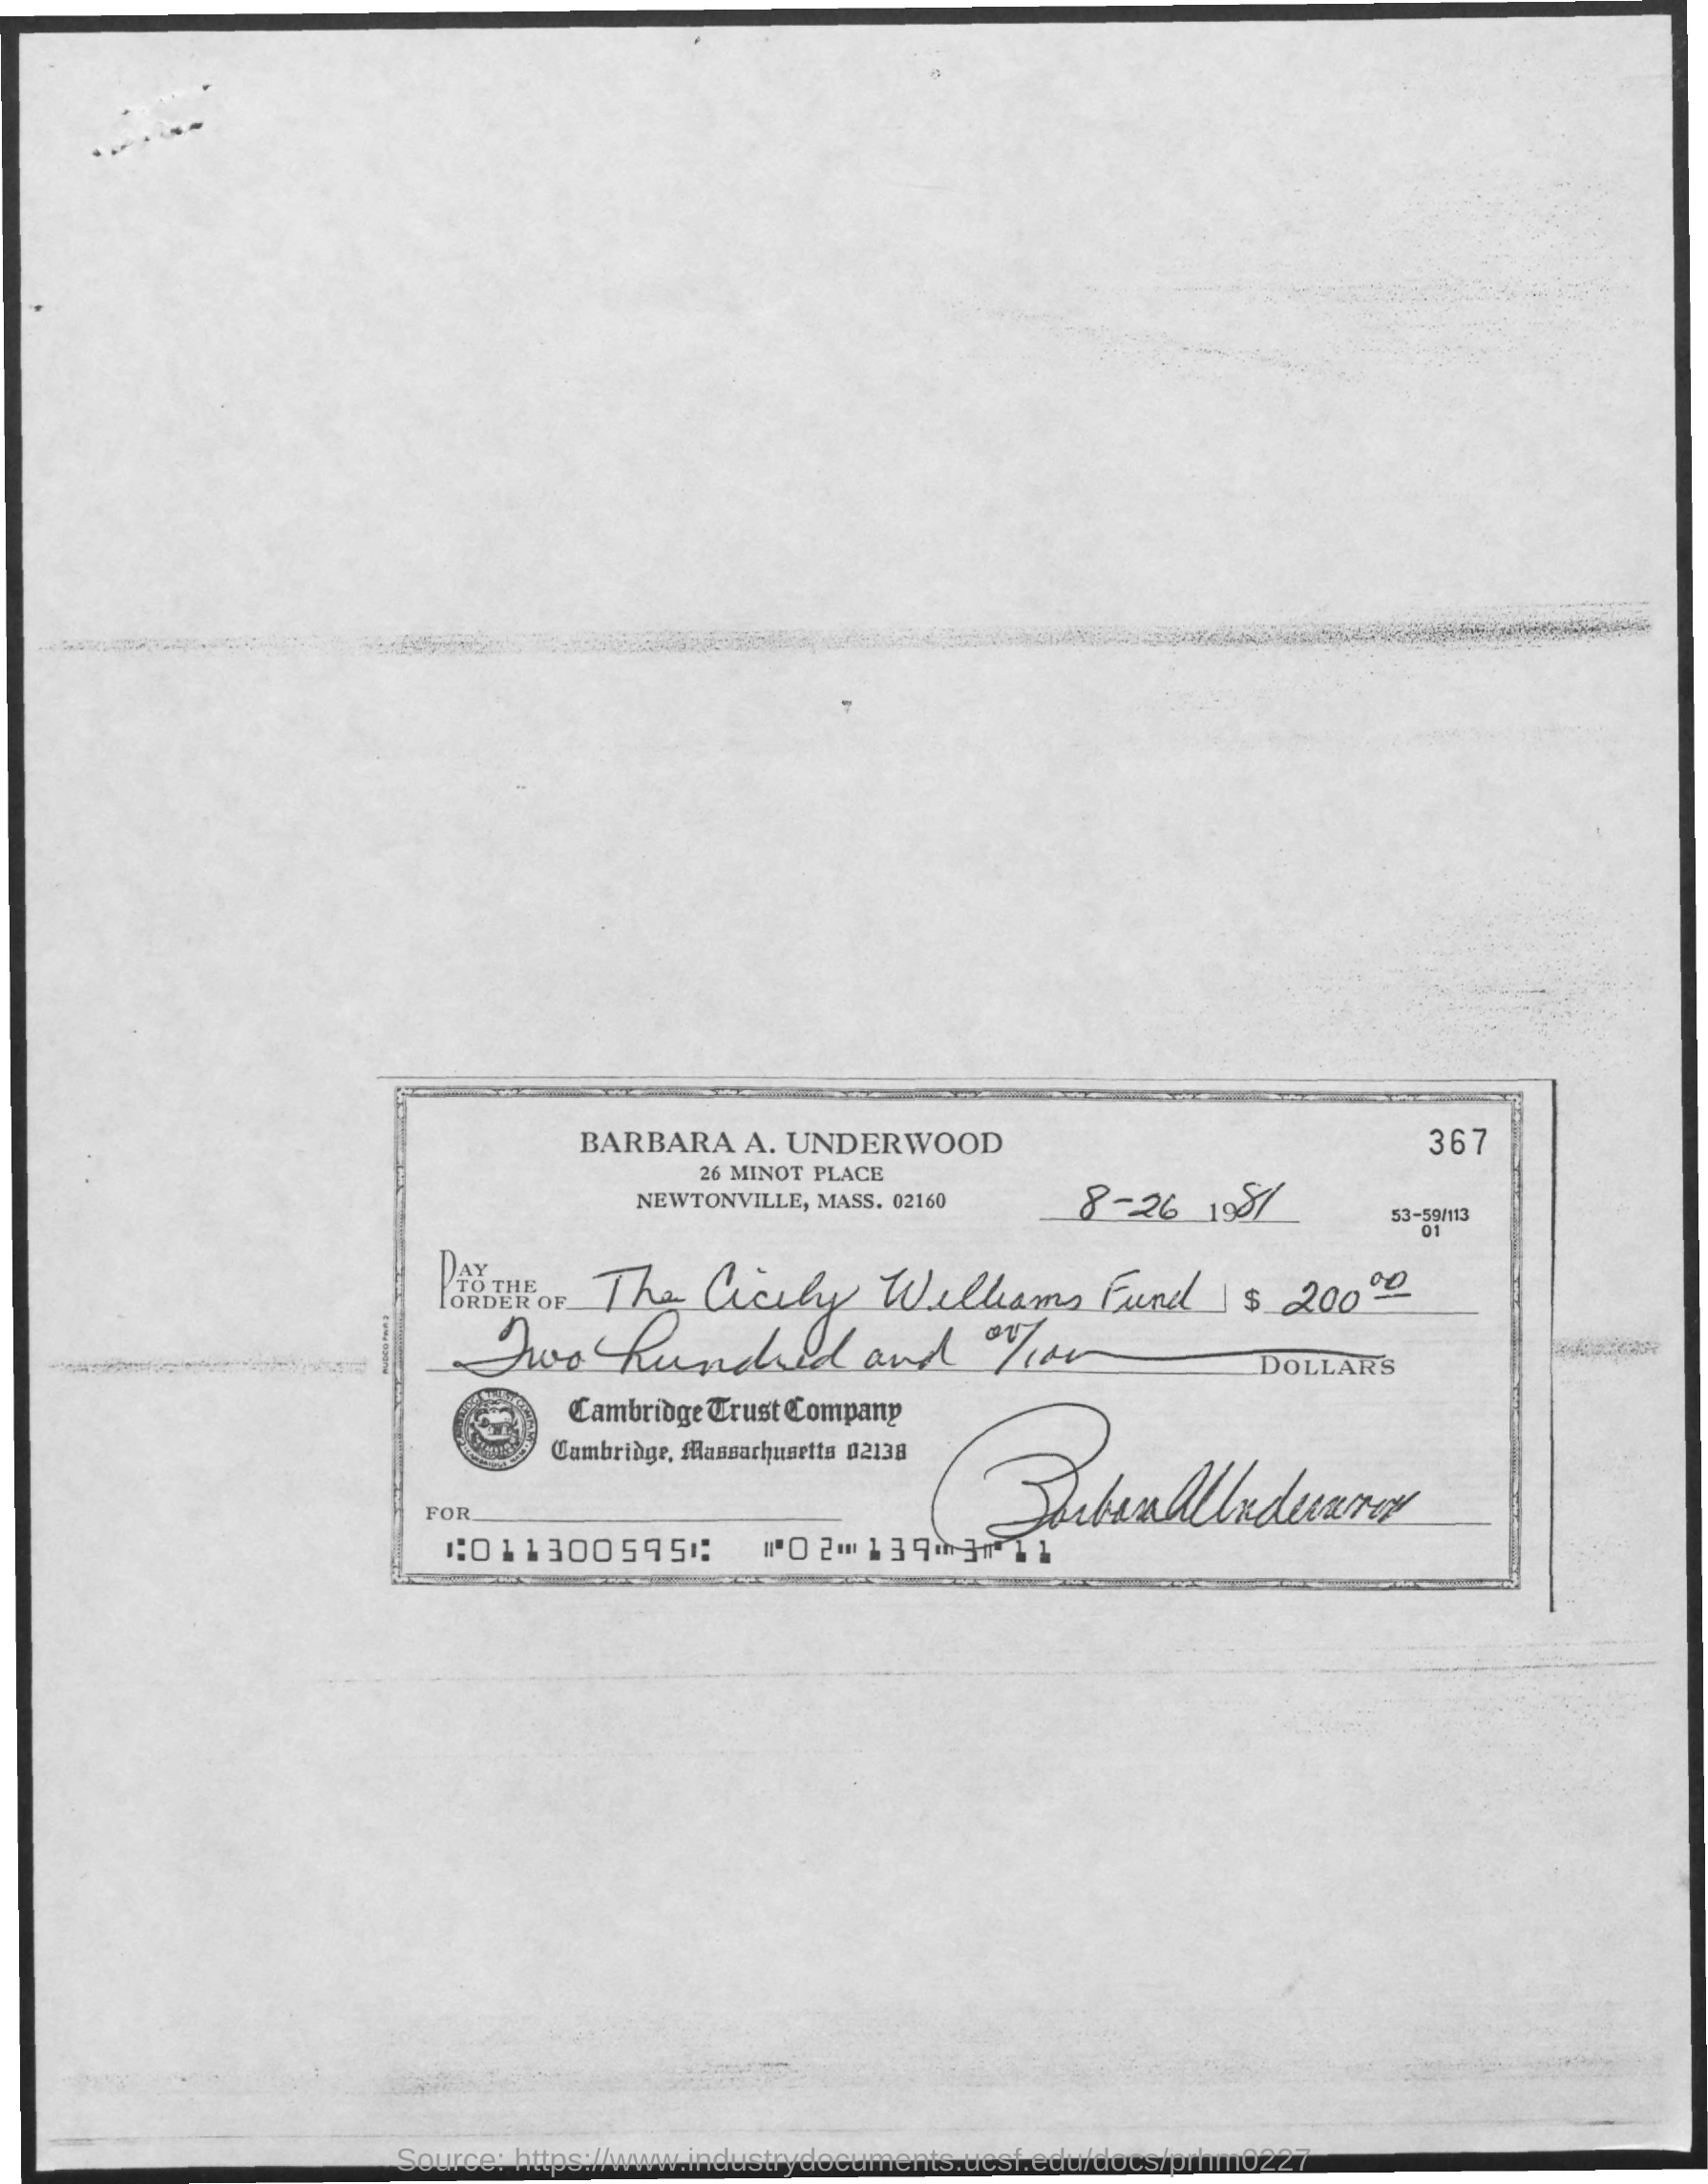 BARBARA A. UNDERWOOD
26 MINOT PLACE
NEWTONVILLE, MASS. 02160
367
8-26 1981
53-59/113
01
PAY TO THE ORDER OF The Cicely Williams Fund $ 200 00
Two hundred and 00/100 DOLLARS
Cambridge Trust Company
Cambridge, Massachusetts 02138
FOR
Barbara A Underwood
⑆011300595⑆ ⑈02⑉139⑉3⑈11
Source: https://www.industrydocuments.ucsf.edu/docs/prhm0227